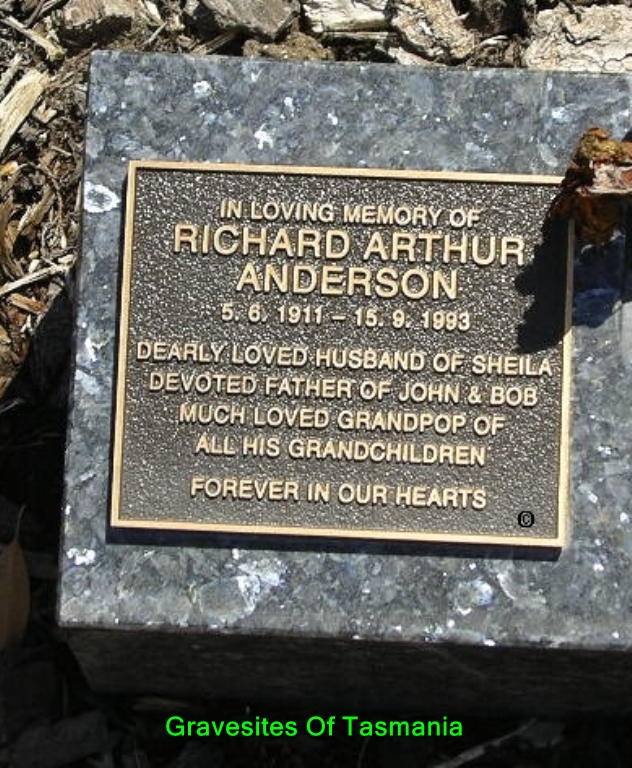 IN LOVING MEMORY OF
RICHARD ARTHUR
ANDERSON
5. 6. 1911 – 15. 9. 1993
DEARLY LOVED HUSBAND OF SHEILA
DEVOTED FATHER OF JOHN & BOB
MUCH LOVED GRANDPOP OF
ALL HIS GRANDCHILDREN
FOREVER IN OUR HEARTS
©
Gravesites Of Tasmania